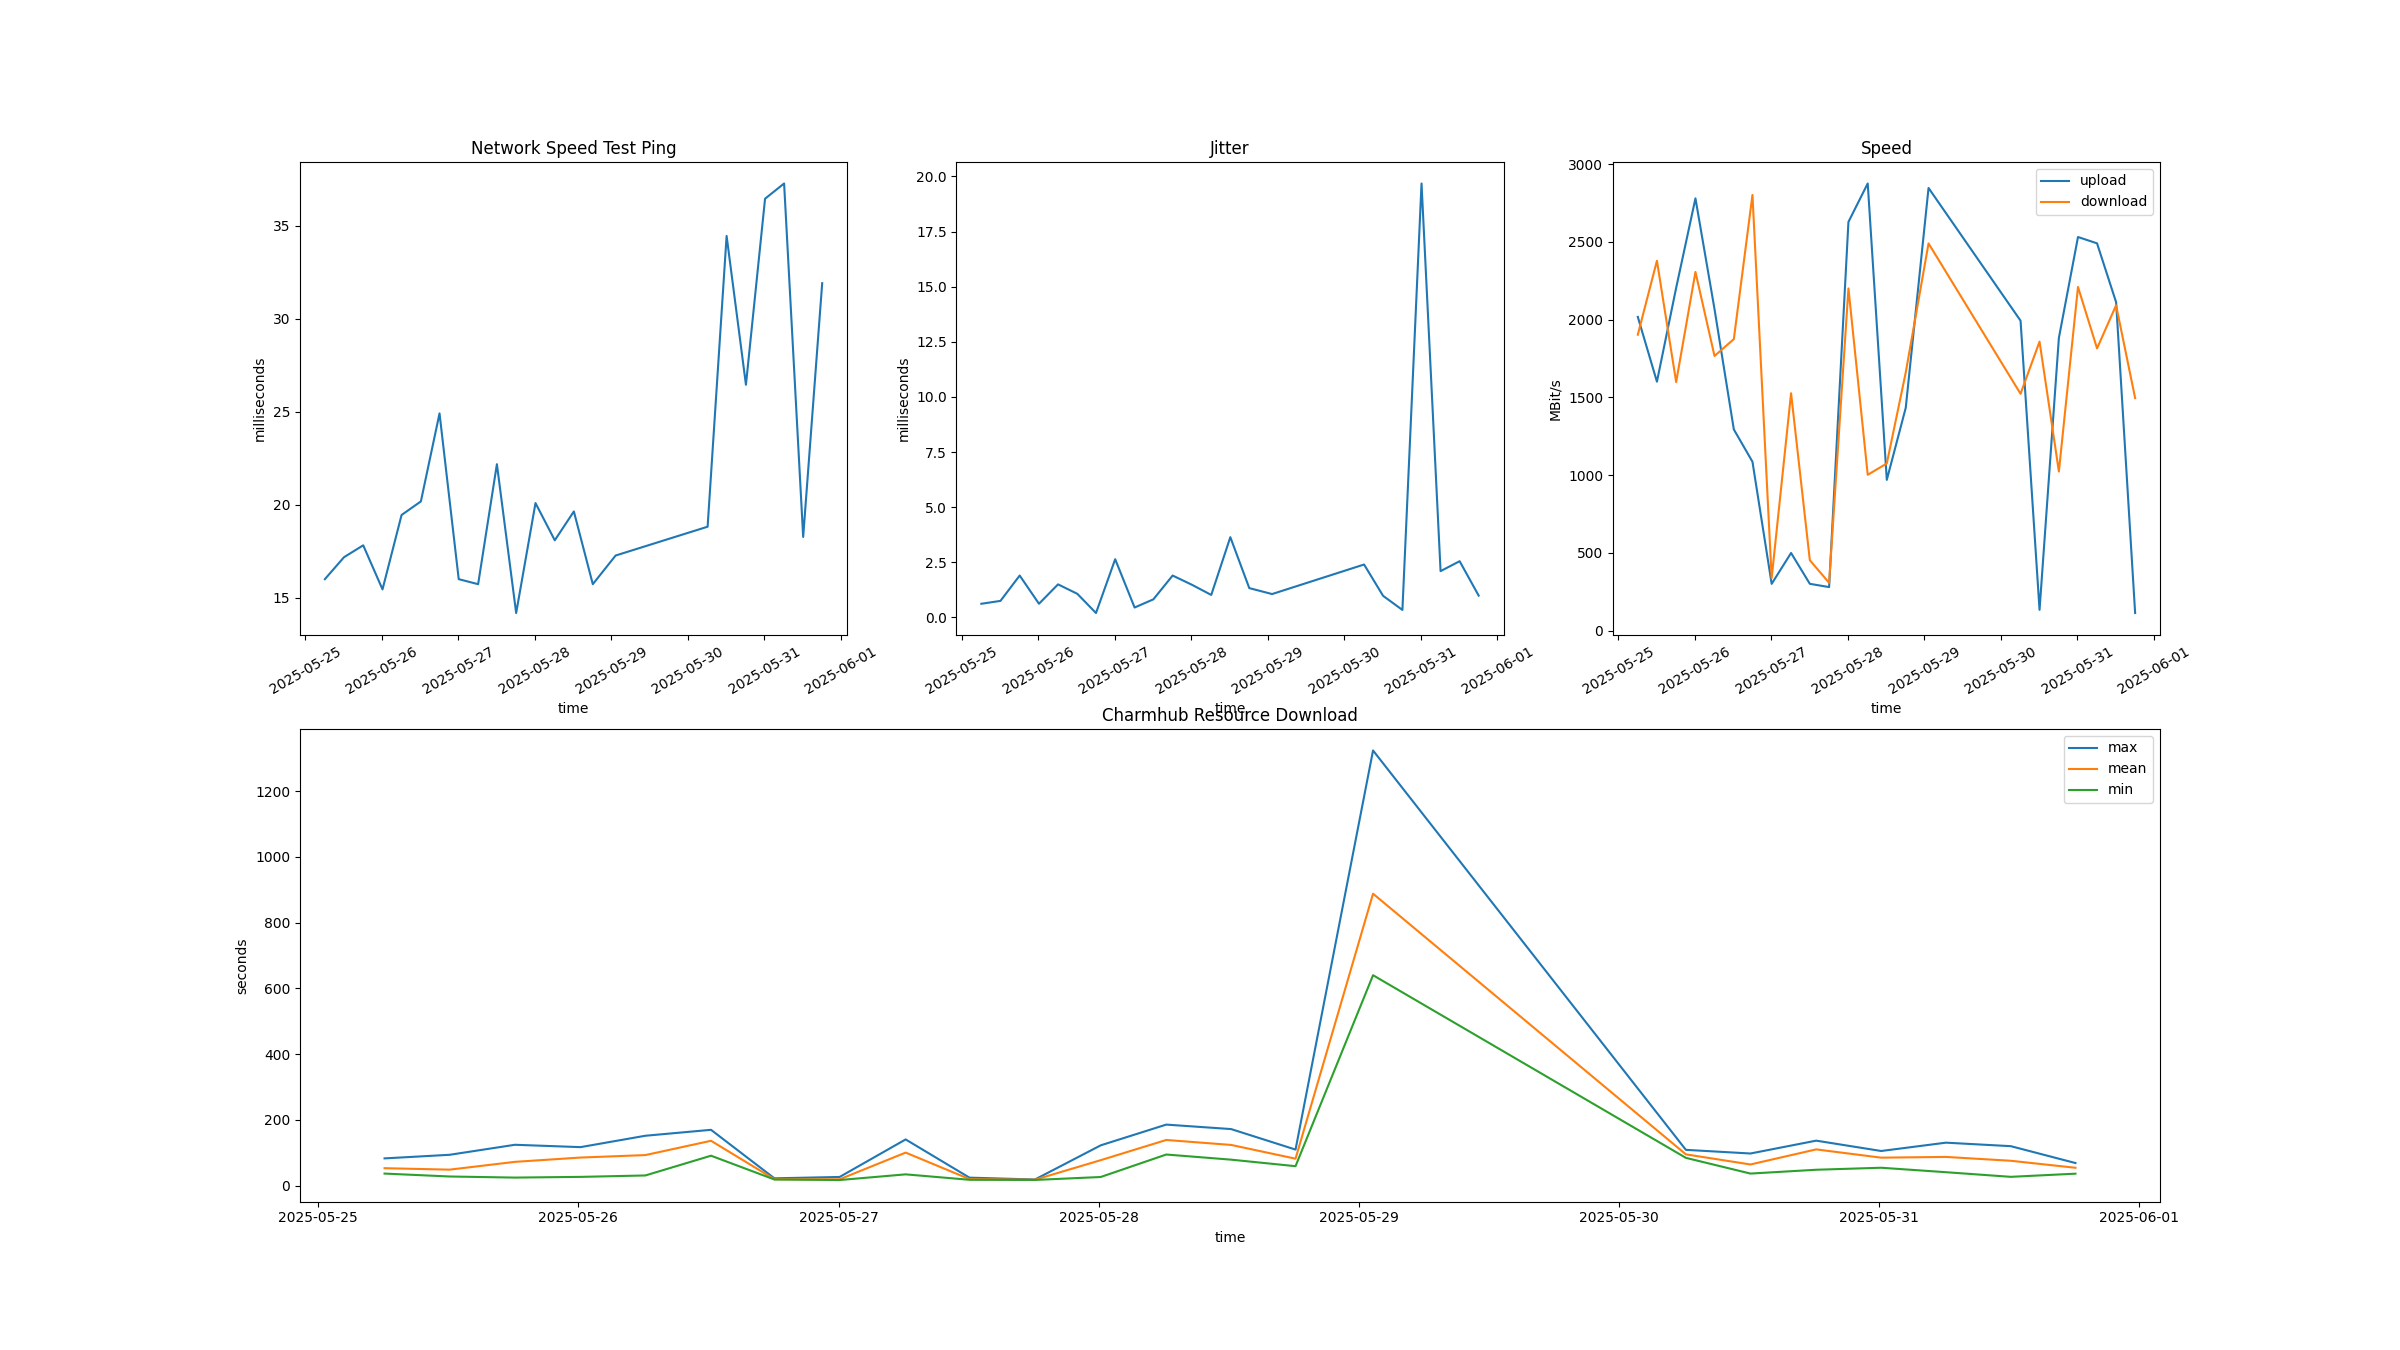 Network Speed Test Ping
milliseconds
35
30
25
20
15
2025-05-25 2025-05-26 2025-05-27 2025-05-28 2025-05-29 2025-05-30 2025-05-31 2025-06-01
time
Jitter
milliseconds
20.0
17.5
15.0
12.5
10.0
7.5
5.0
2.5
0.0
2025-05-25 2025-05-26 2025-05-27 2025-05-28 2025-05-29 2025-05-30 2025-05-31 2025-06-01
time
Speed
MBit/s
3000
2500
2000
1500
1000
500
0
upload
download
2025-05-25 2025-05-26 2025-05-27 2025-05-28 2025-05-29 2025-05-30 2025-05-31 2025-06-01
time
Charmhub Resource Download
seconds
1200
1000
800
600
400
200
0
max
mean
min
2025-05-25 2025-05-26 2025-05-27 2025-05-28 2025-05-29 2025-05-30 2025-05-31 2025-06-01
time